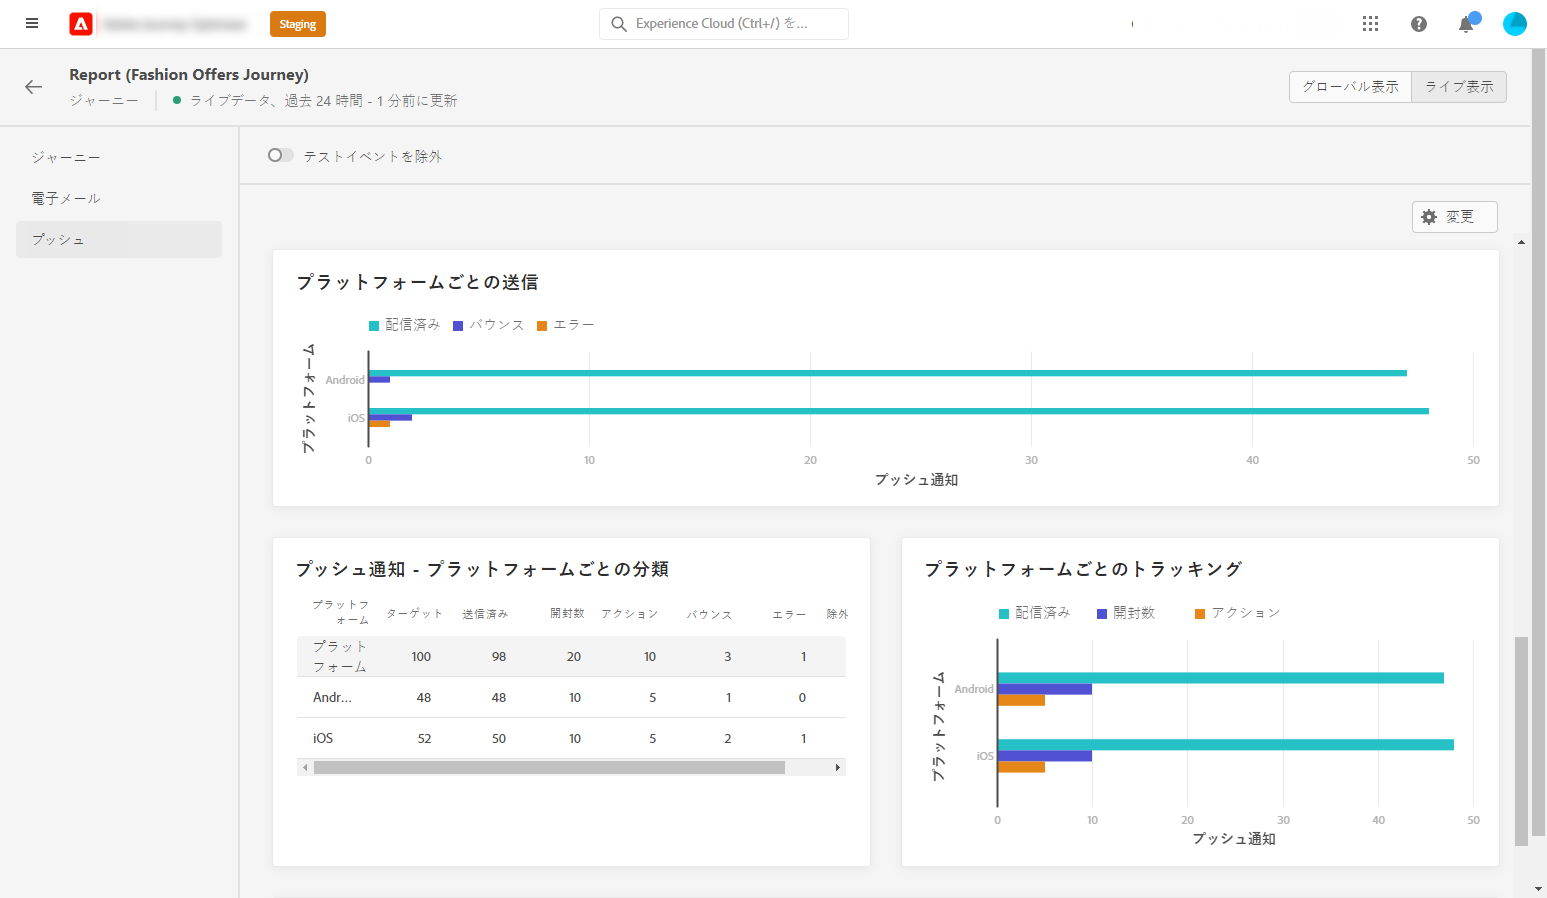 Staging
Experience Cloud (Ctrl+/) を...
Report (Fashion Offers Journey)
ジャーニー
ライブデータ、過去 24 時間 - 1 分前に更新
グローバル表示
ライブ表示
ジャーニー
電子メール
プッシュ
テストイベントを除外
変更
プラットフォームごとの送信
配信済み バウンス エラー
プラットフォーム
Android
iOS
0 10 20 30 40 50
プッシュ通知
プッシュ通知 - プラットフォームごとの分類
プラットフォーム ターゲット 送信済み 開封数 アクション バウンス エラー 除外
プラットフォーム 100 98 20 10 3 1
Andr... 48 48 10 5 1 0
iOS 52 50 10 5 2 1
プラットフォームごとのトラッキング
配信済み 開封数 アクション
プラットフォーム
Android
iOS
0 10 20 30 40 50
プッシュ通知